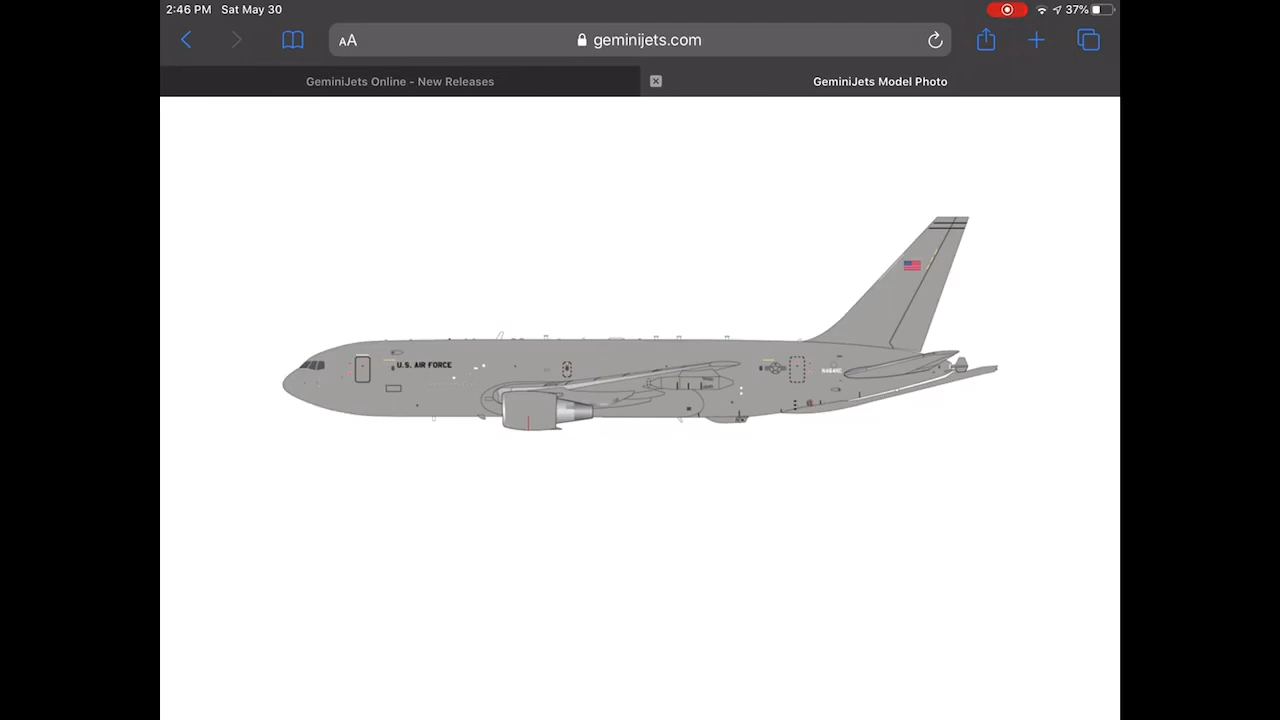 2:46 PM Sat May 30
37%
AA
geminijets.com
GeminiJets Online - New Releases
GeminiJets Model Photo
U.S. AIR FORCE
N464KC